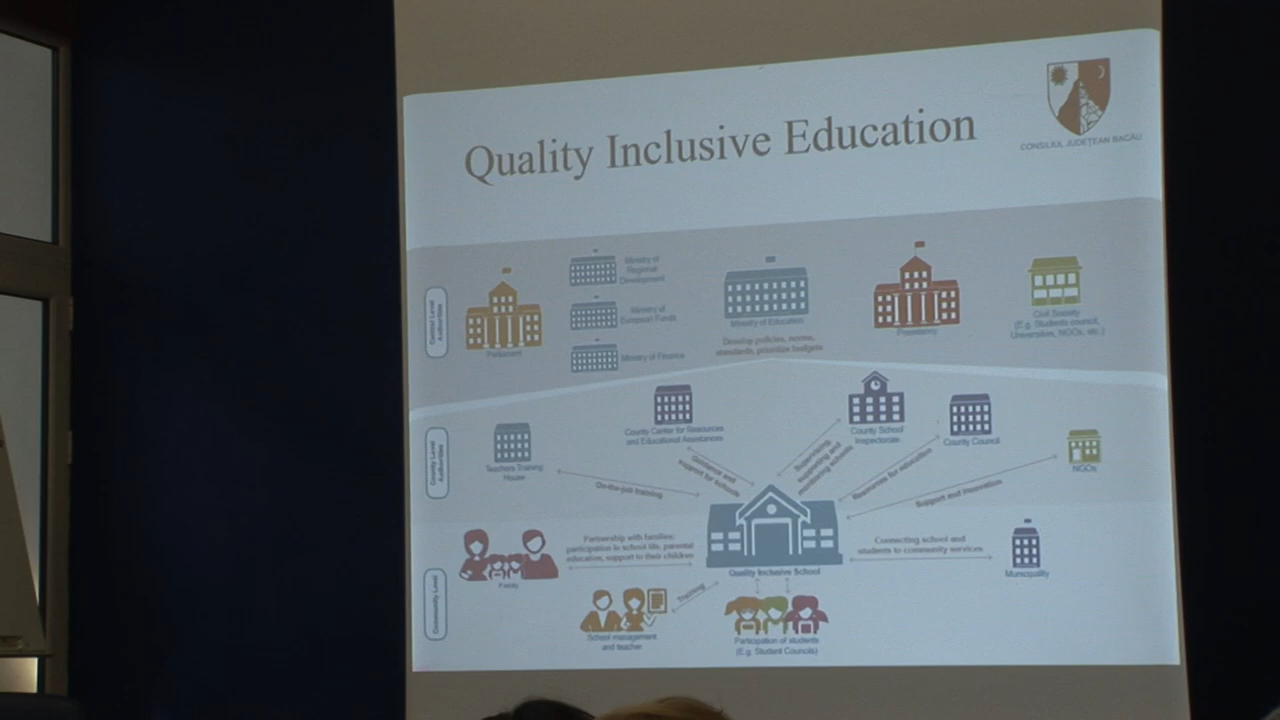 Quality Inclusive Education
CONSILIUL JUDEȚEAN BACĂU
Central Level
Authorities
Parliament
Ministry of
Regional
Development
Ministry of
European Funds
Ministry of Finance
Ministry of Education
Develop policies, norms,
standards, prioritize budgets
Presidency
Civil Society
(E.g. Students council,
Universities, NGOs, etc.)
County Level
Authorities
Teachers Training
House
County Center for Resources
and Educational Assistances
County School
Inspectorate
County Council
NGOs
On-the-job training
Guidance and
support for schools
Supervising,
supporting and
monitoring schools
Resources for education
Support and innovation
Community Level
Family
Partnership with families:
participation in school life, parental
education, support to their children
Quality Inclusive School
Connecting school and
students to community services
Municipality
School management
and teacher
Training
Participation of students
(E.g. Student Councils)